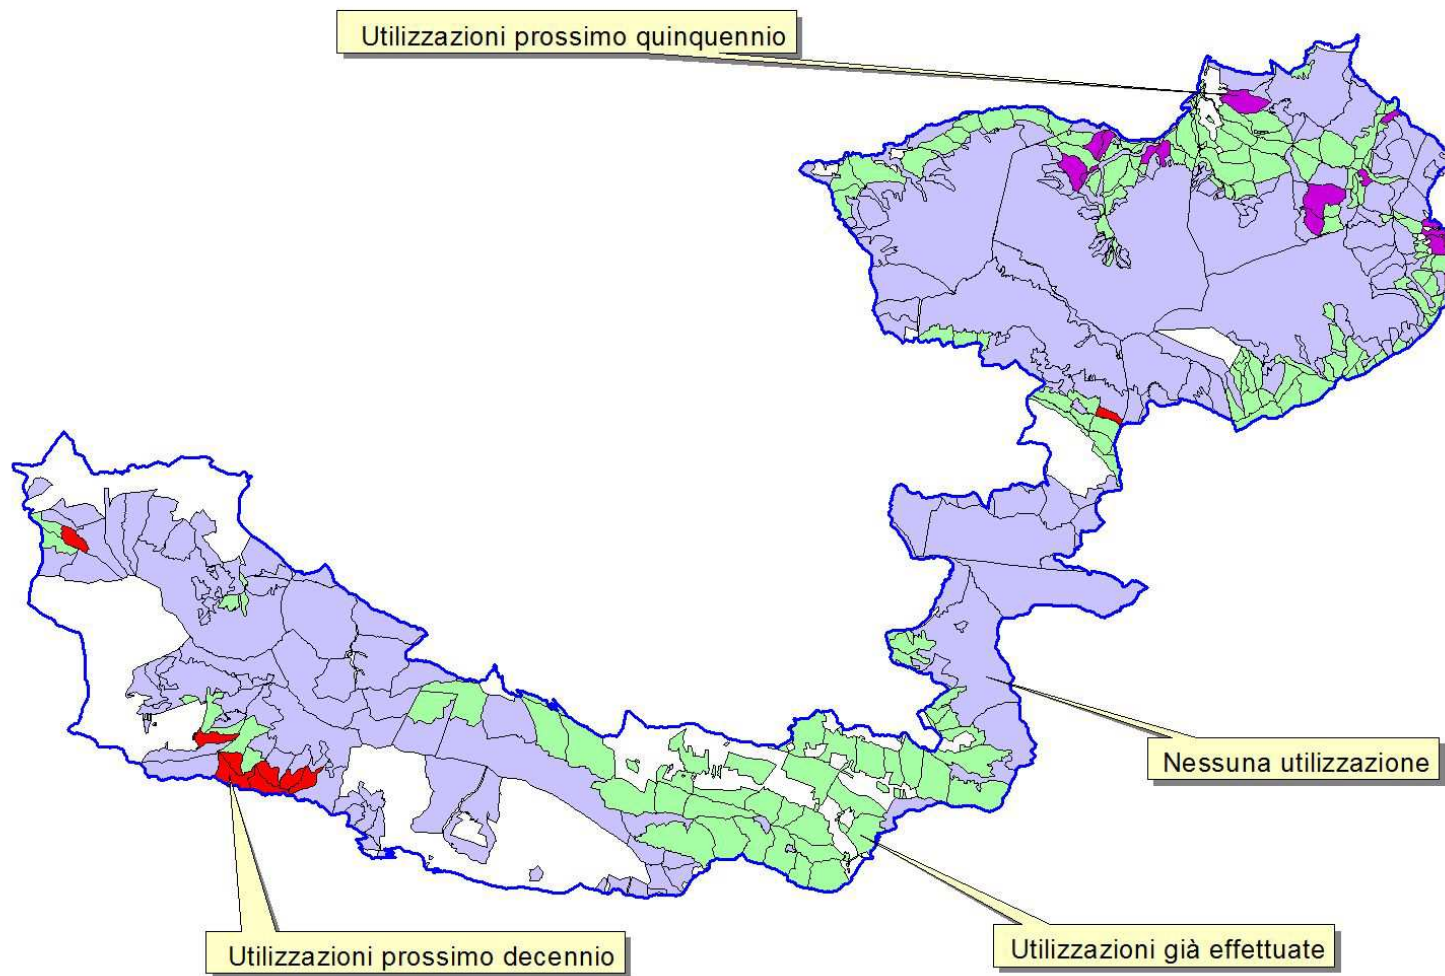 Utilizzazioni prossimo quinquennio
Nessuna utilizzazione
Utilizzazioni prossimo decennio
Utilizzazioni già effettuate